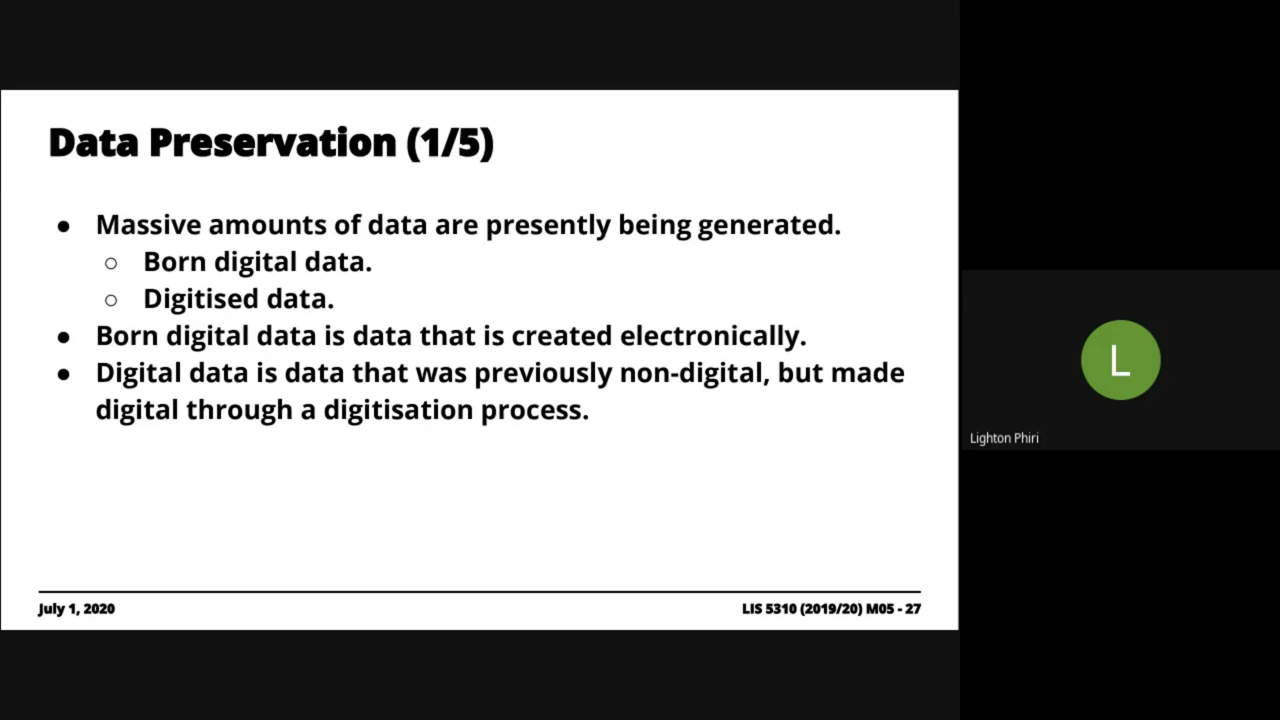 Data Preservation (1/5)
● Massive amounts of data are presently being generated.
○ Born digital data.
○ Digitised data.
● Born digital data is data that is created electronically.
● Digital data is data that was previously non-digital, but made
digital through a digitisation process.
July 1, 2020
LIS 5310 (2019/20) M05 - 27
L
Lighton Phiri